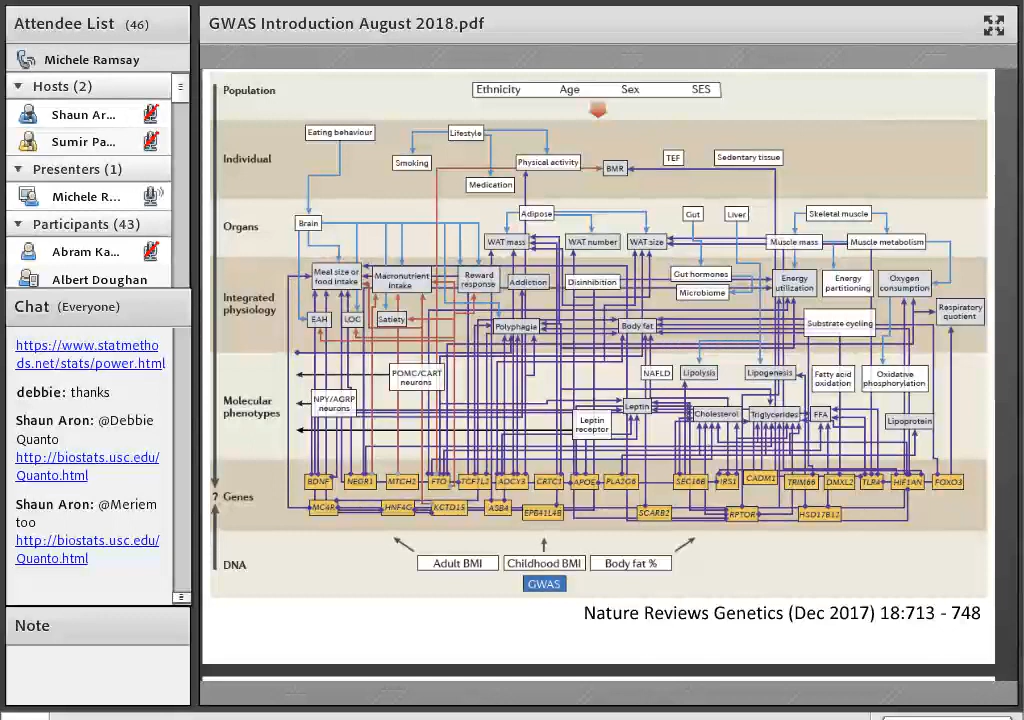 Attendee List (46)
Michele Ramsay
Hosts (2)
Shaun Ar...
Sumir Pa...
Presenters (1)
Michele R...
Participants (43)
Abram Ka...
Albert Doughan
Chat (Everyone)
https://www.statmetho
ds.net/stats/power.html
debbie: thanks
Shaun Aron: @Debbie
Quanto
http://biostats.usc.edu/
Quanto.html
Shaun Aron: @Meriem
too
http://biostats.usc.edu/
Quanto.html
Note
GWAS Introduction August 2018.pdf
Population
Ethnicity Age Sex SES
Individual
Eating behaviour
Lifestyle
Smoking
Physical activity
BMR
TEF
Sedentary tissue
Medication
Organs
Brain
Adipose
Gut
Liver
Skeletal muscle
WAT mass
WAT number
WAT size
Muscle mass
Muscle metabolism
Integrated
physiology
Meal size or
food intake
Macronutrient
intake
Reward
response
Addiction
Disinhibition
Gut hormones
Microbiome
Energy
utilization
Energy
partitioning
Oxygen
consumption
Respiratory
quotient
EAH
LOC
Satiety
Polyphagia
Body fat
Substrate cycling
Molecular
phenotypes
POMC/CART
neurons
NPY/AGRP
neurons
NAFLD
Lipolysis
Lipogenesis
Fatty acid
oxidation
Oxidative
phosphorylation
Leptin
Leptin
receptor
Cholesterol
Triglycerides
FFA
Lipoprotein
? Genes
BDNF
NEGR1
MTCH2
FTO
TCF7L2
ADCY3
CRTC1
APOE
PLA2G6
SEC16B
IRS1
CADM1
TRIM66
DMXL2
TLR4
HIF1AN
FOXO3
MC4R
HNF4G
KCTD15
ASB4
EPB41L4B
SCARB2
RPTOR
HSD17B12
DNA
Adult BMI
Childhood BMI
Body fat %
GWAS
Nature Reviews Genetics (Dec 2017) 18:713 - 748